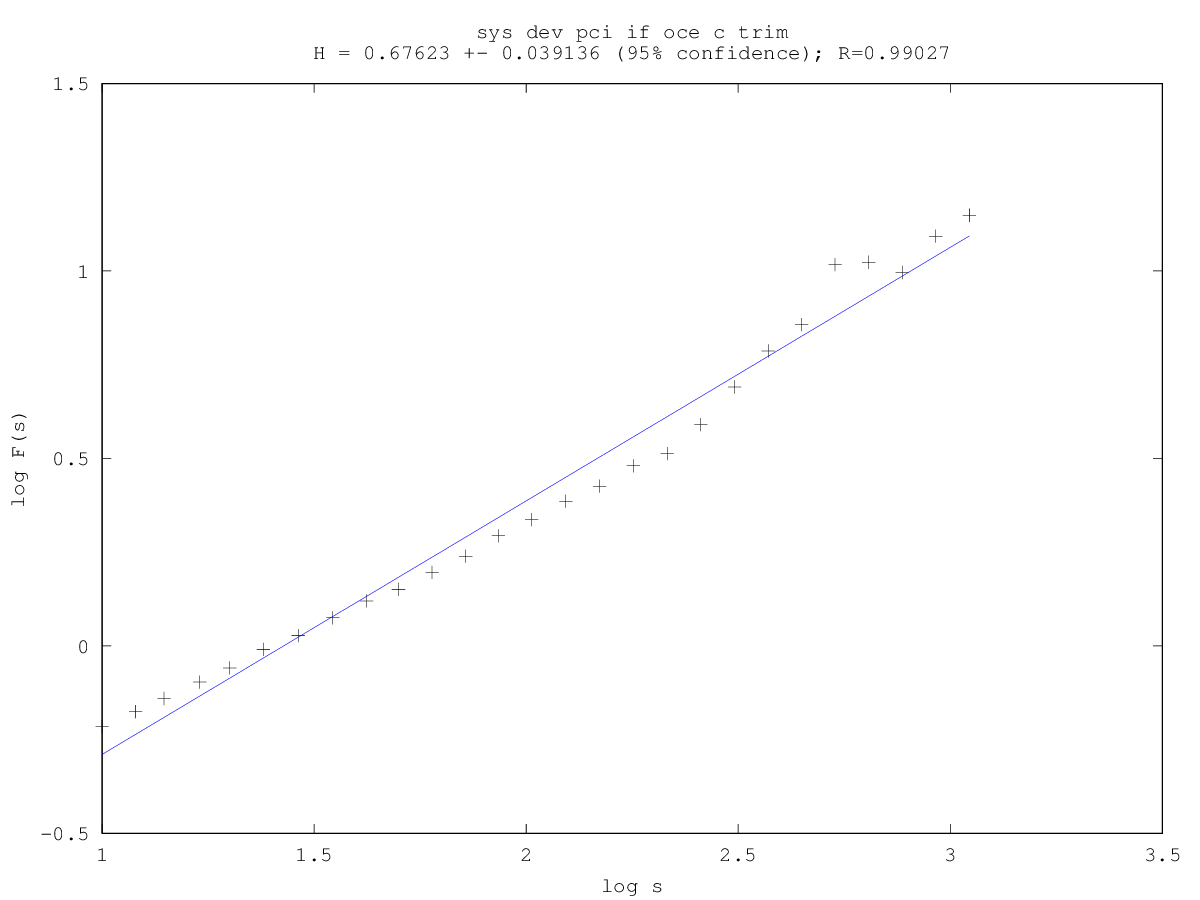 sys dev pci if oce c trim
H = 0.67623 +- 0.039136 (95% confidence); R=0.99027
1.5
1
0.5
0
-0.5
log F(s)
1 1.5 2 2.5 3 3.5
log s